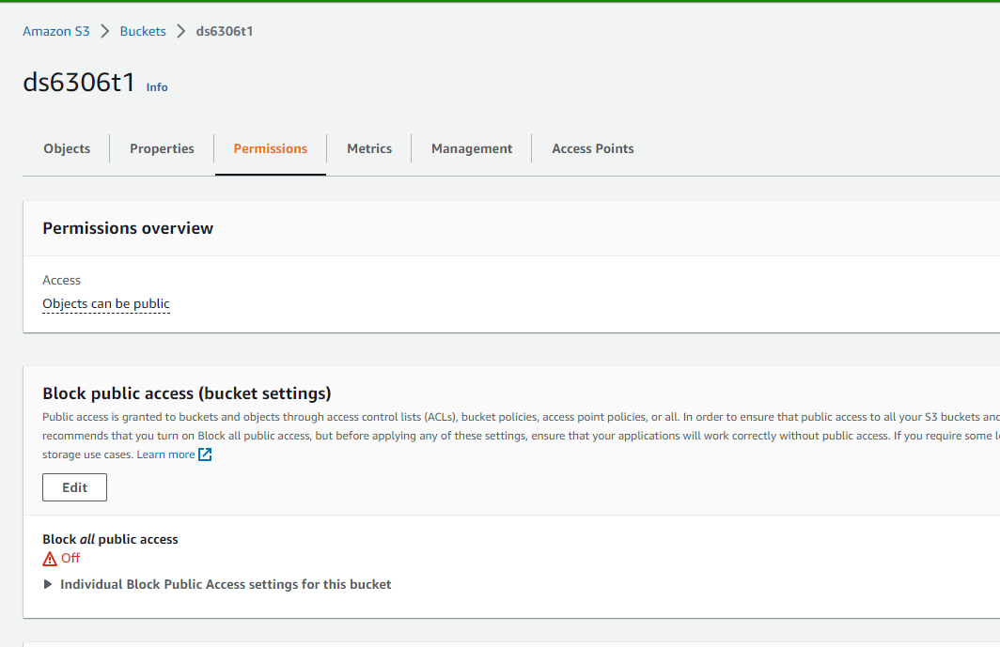 Amazon S3 > Buckets > ds6306t1
ds6306t1 Info
Objects Properties Permissions Metrics Management Access Points
Permissions overview
Access
Objects can be public
Block public access (bucket settings)
Public access is granted to buckets and objects through access control lists (ACLs), bucket policies, access point policies, or all. In order to ensure that public access to all your S3 buckets and
recommends that you turn on Block all public access, but before applying any of these settings, ensure that your applications will work correctly without public access. If you require some
storage use cases. Learn more
Edit
Block all public access
Off
Individual Block Public Access settings for this bucket